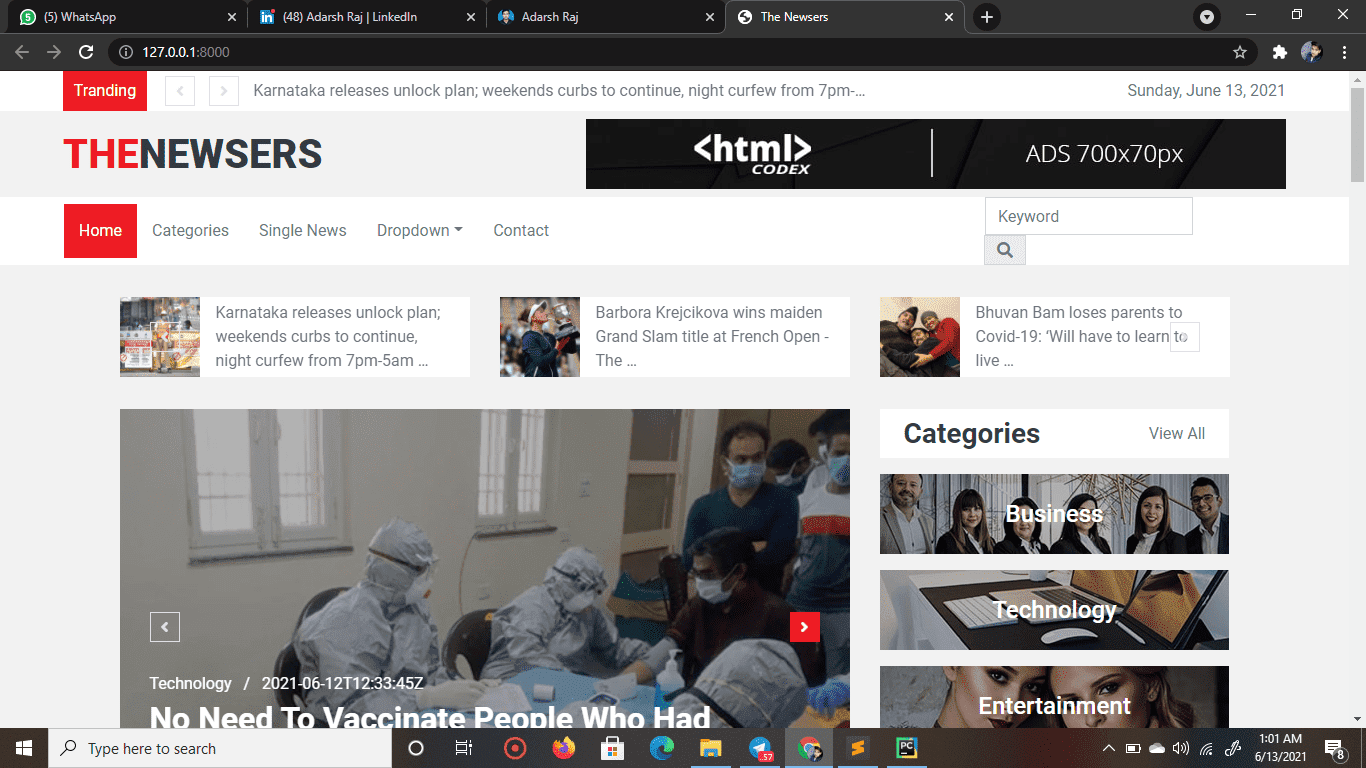 (5) WhatsApp
(48) Adarsh Raj | LinkedIn
Adarsh Raj
The Newsers
127.0.0.1:8000
Tranding
Karnataka releases unlock plan; weekends curbs to continue, night curfew from 7pm-...
Sunday, June 13, 2021
THENEWSERS
<html>
CODEX
ADS 700x70px
Home
Categories
Single News
Dropdown
Contact
Keyword
Karnataka releases unlock plan;
weekends curbs to continue,
night curfew from 7pm-5am ...
Barbora Krejcikova wins maiden
Grand Slam title at French Open -
The ...
Bhuvan Bam loses parents to
Covid-19: ‘Will have to learn to
live ...
Categories
View All
Business
Technology
Entertainment
Technology / 2021-06-12T12:33:45Z
No Need To Vaccinate People Who Had
Type here to search
.57
PC
1:01 AM
6/13/2021
8